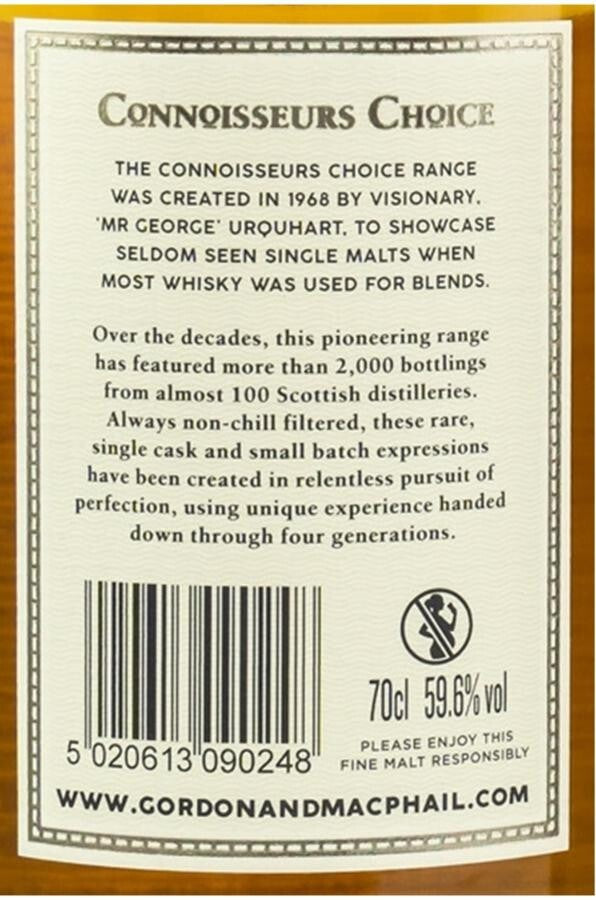 CONNOISSEURS CHOICE
THE CONNOISSEURS CHOICE RANGE
WAS CREATED IN 1968 BY VISIONARY,
'MR GEORGE' URQUHART, TO SHOWCASE
SELDOM SEEN SINGLE MALTS WHEN
MOST WHISKY WAS USED FOR BLENDS.
Over the decades, this pioneering range
has featured more than 2,000 bottlings
from almost 100 Scottish distilleries.
Always non-chill filtered, these rare,
single cask and small batch expressions
have been created in relentless pursuit of
perfection, using unique experience handed
down through four generations.
70cl 59.6% vol
PLEASE ENJOY THIS
FINE MALT RESPONSIBLY
5 020613 090248
WWW.GORDONANDMACPHAIL.COM